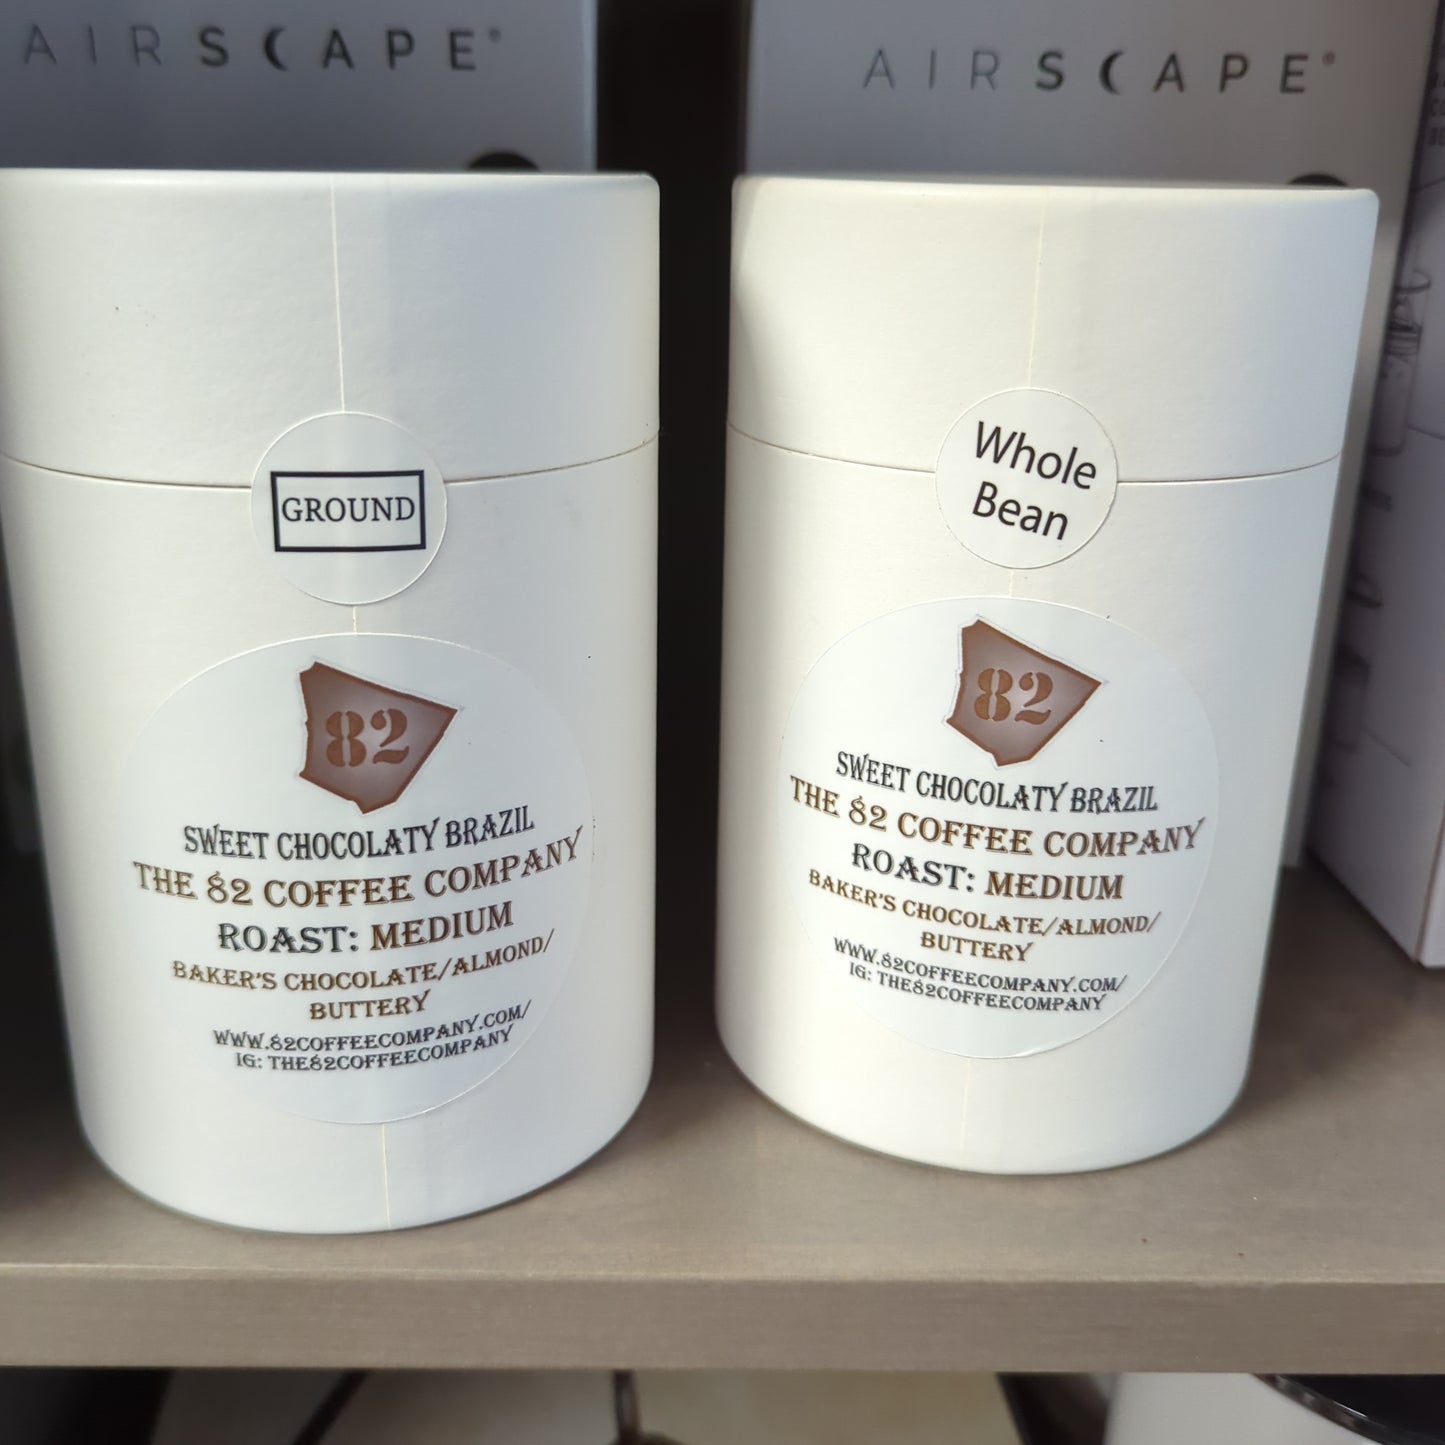 AIRSCAPE®
AIRSCAPE®
GROUND
82
SWEET CHOCOLATY BRAZIL
THE 82 COFFEE COMPANY
ROAST: MEDIUM
BAKER'S CHOCOLATE/ALMOND/
BUTTERY
WWW.82COFFEECOMPANY.COM/
IG: THE82COFFEECOMPANY
Whole
Bean
82
SWEET CHOCOLATY BRAZIL
THE 82 COFFEE COMPANY
ROAST: MEDIUM
BAKER'S CHOCOLATE/ALMOND/
BUTTERY
WWW.82COFFEECOMPANY.COM/
IG: THE82COFFEECOMPANY